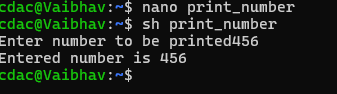 cdac@Vaibhav:~$ nano print_number
cdac@Vaibhav:~$ sh print_number
Enter number to be printed456
Entered number is 456
cdac@Vaibhav:~$